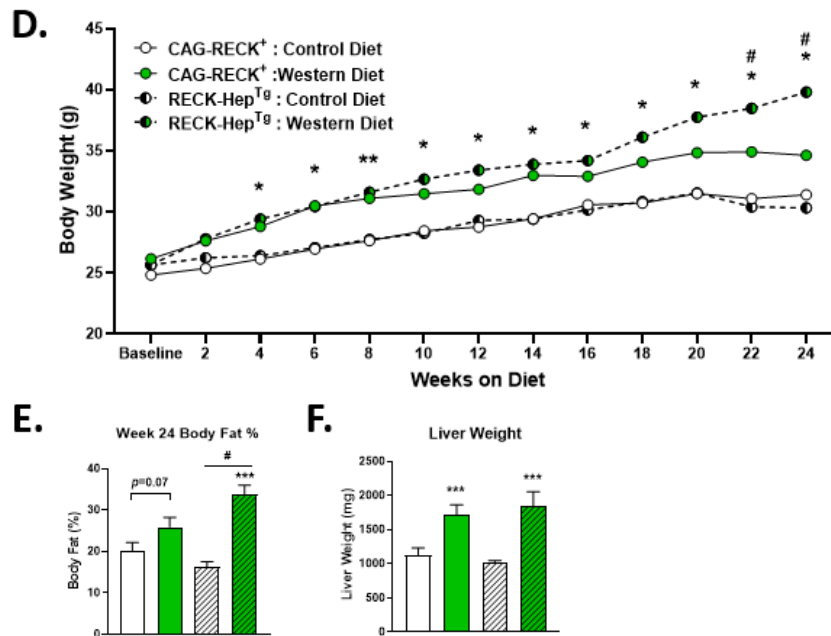 D.
45
40
35
30
25
20
Body Weight (g)
CAG-RECK+ : Control Diet
CAG-RECK+ :Western Diet
RECK-HepTg : Control Diet
RECK-HepTg : Western Diet
# #
* * ** * * * * * * * *
Baseline 2 4 6 8 10 12 14 16 18 20 22 24
Weeks on Diet
E.
Week 24 Body Fat %
40
30
20
10
0
Body Fat (%)
p=0.07
#
***
F.
Liver Weight
2500
2000
1500
1000
500
0
Liver Weight (mg)
*** ***